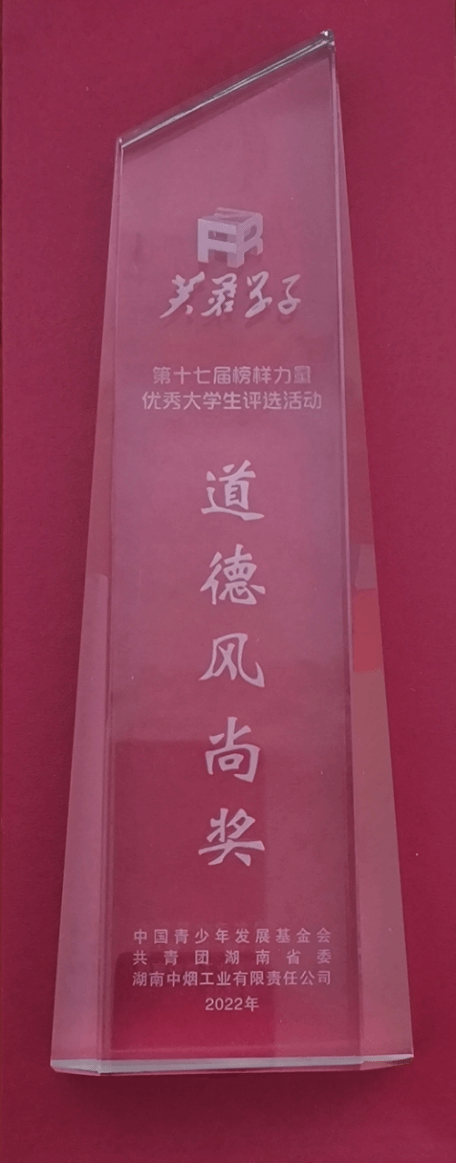 芙蓉学子
第十七届榜样力量
优秀大学生评选活动
道德风尚奖
中国青少年发展基金会
共青团湖南省委
湖南中烟工业有限责任公司
2022年